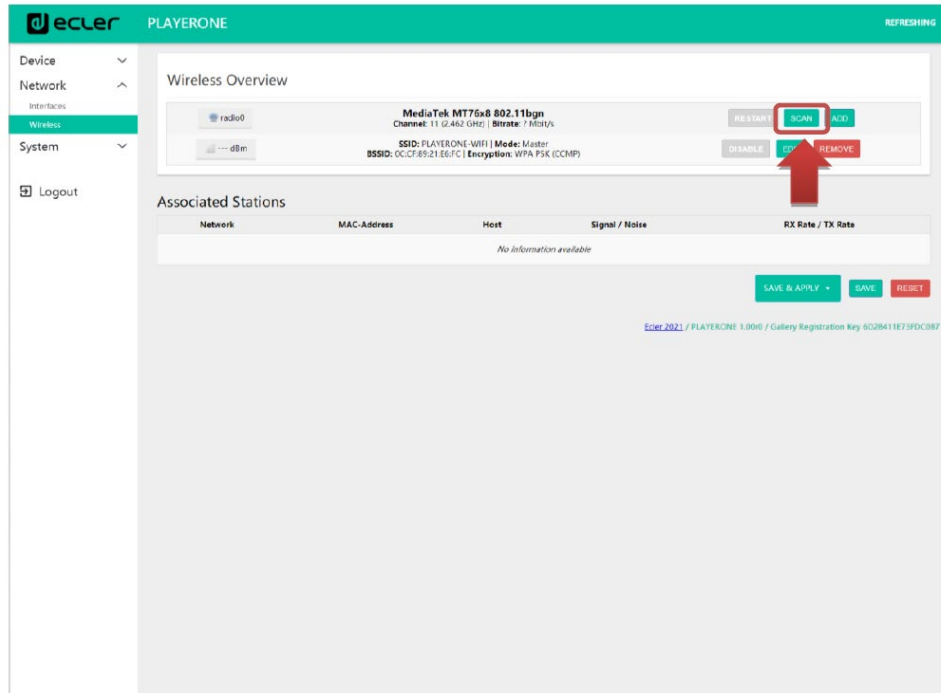 ecler
PLAYERONE
REFRESHING
Device
Network
Interfaces
Wireless
System
Logout
Wireless Overview
radio0
MediaTek MT76x8 802.11bgn
Channel: 11 (2.462 GHz) | Bitrate: ? Mbit/s
RESTART SCAN ADD
--- dBm
SSID: PLAYERONE-WIFI | Mode: Master
BSSID: 0C:CF:89:21:E6:FC | Encryption: WPA PSK (CCMP)
DISABLE REMOVE
Associated Stations
Network MAC-Address Host Signal / Noise RX Rate / TX Rate
No information available
SAVE & APPLY SAVE RESET
Ecler 2021 / PLAYERONE 1.00r0 / Gallery Registration Key